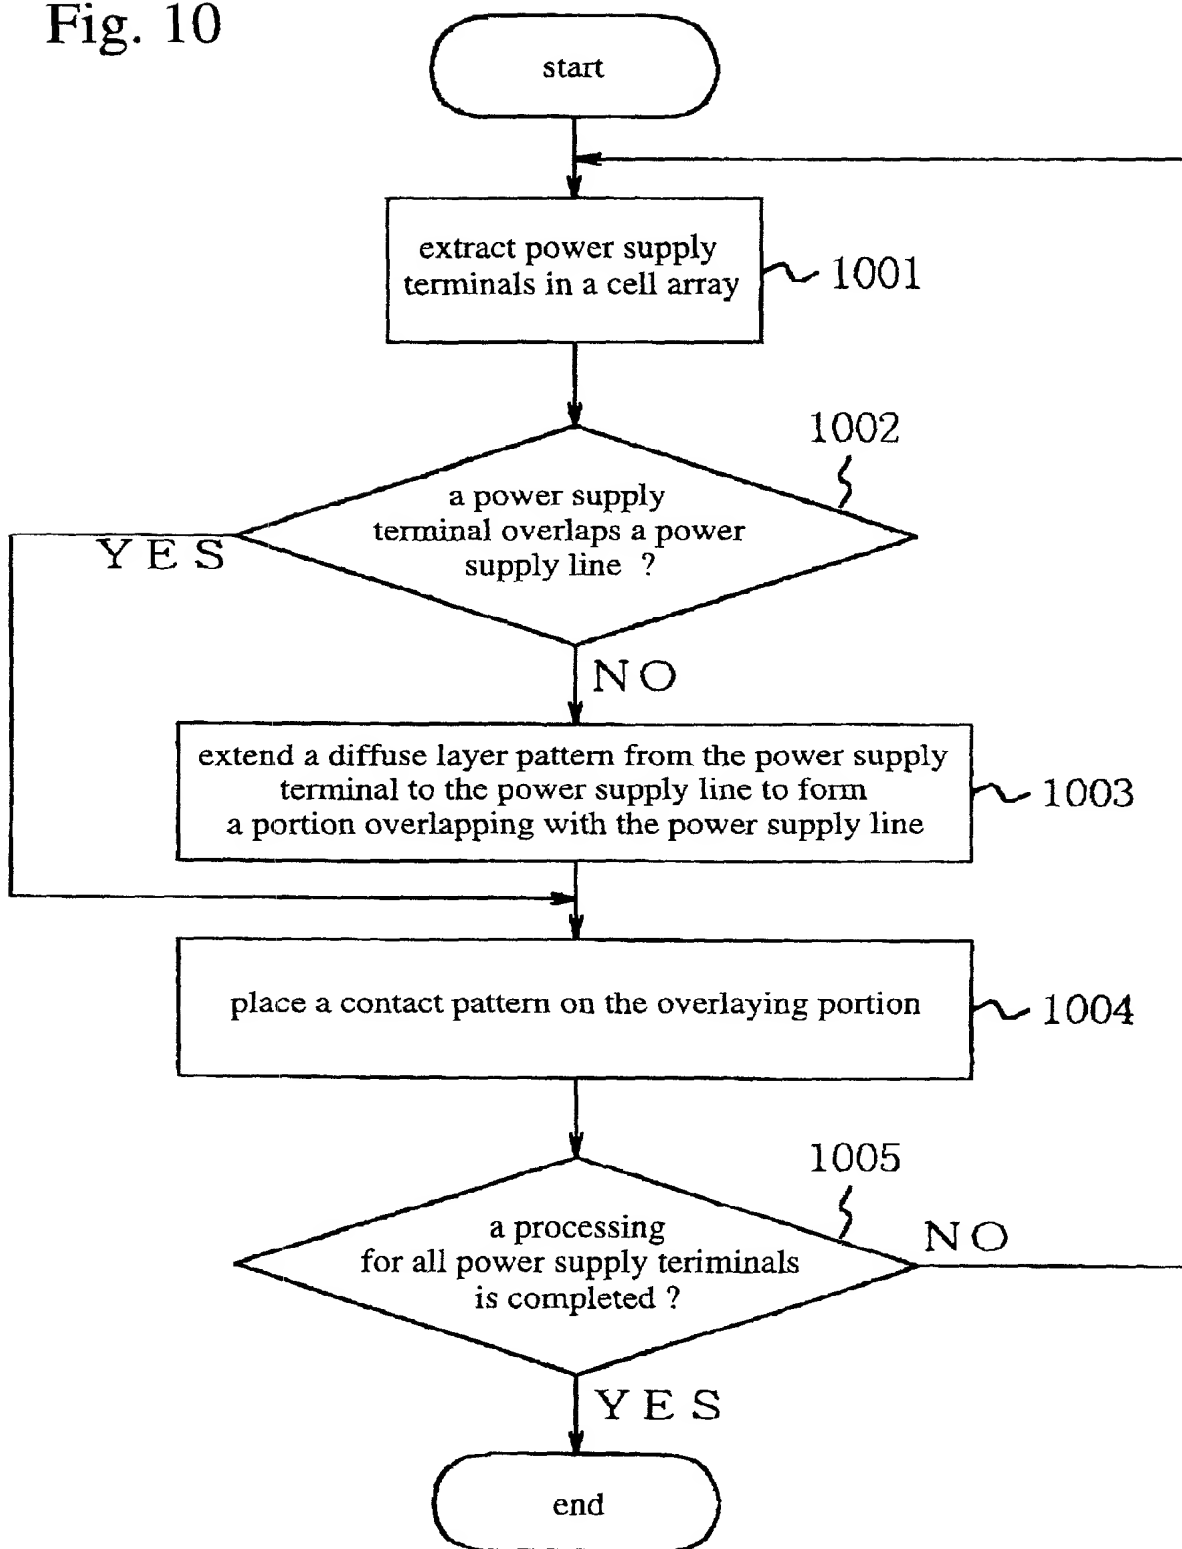 Fig. 10
start
extract power supply
terminals in a cell array
1001
1002
a power supply
terminal overlaps a power
supply line ?
YES
NO
extend a diffuse layer pattern from the power supply
terminal to the power supply line to form
a portion overlapping with the power supply line
1003
place a contact pattern on the overlaying portion
1004
1005
a processing
for all power supply teriminals
is completed ?
NO
YES
end